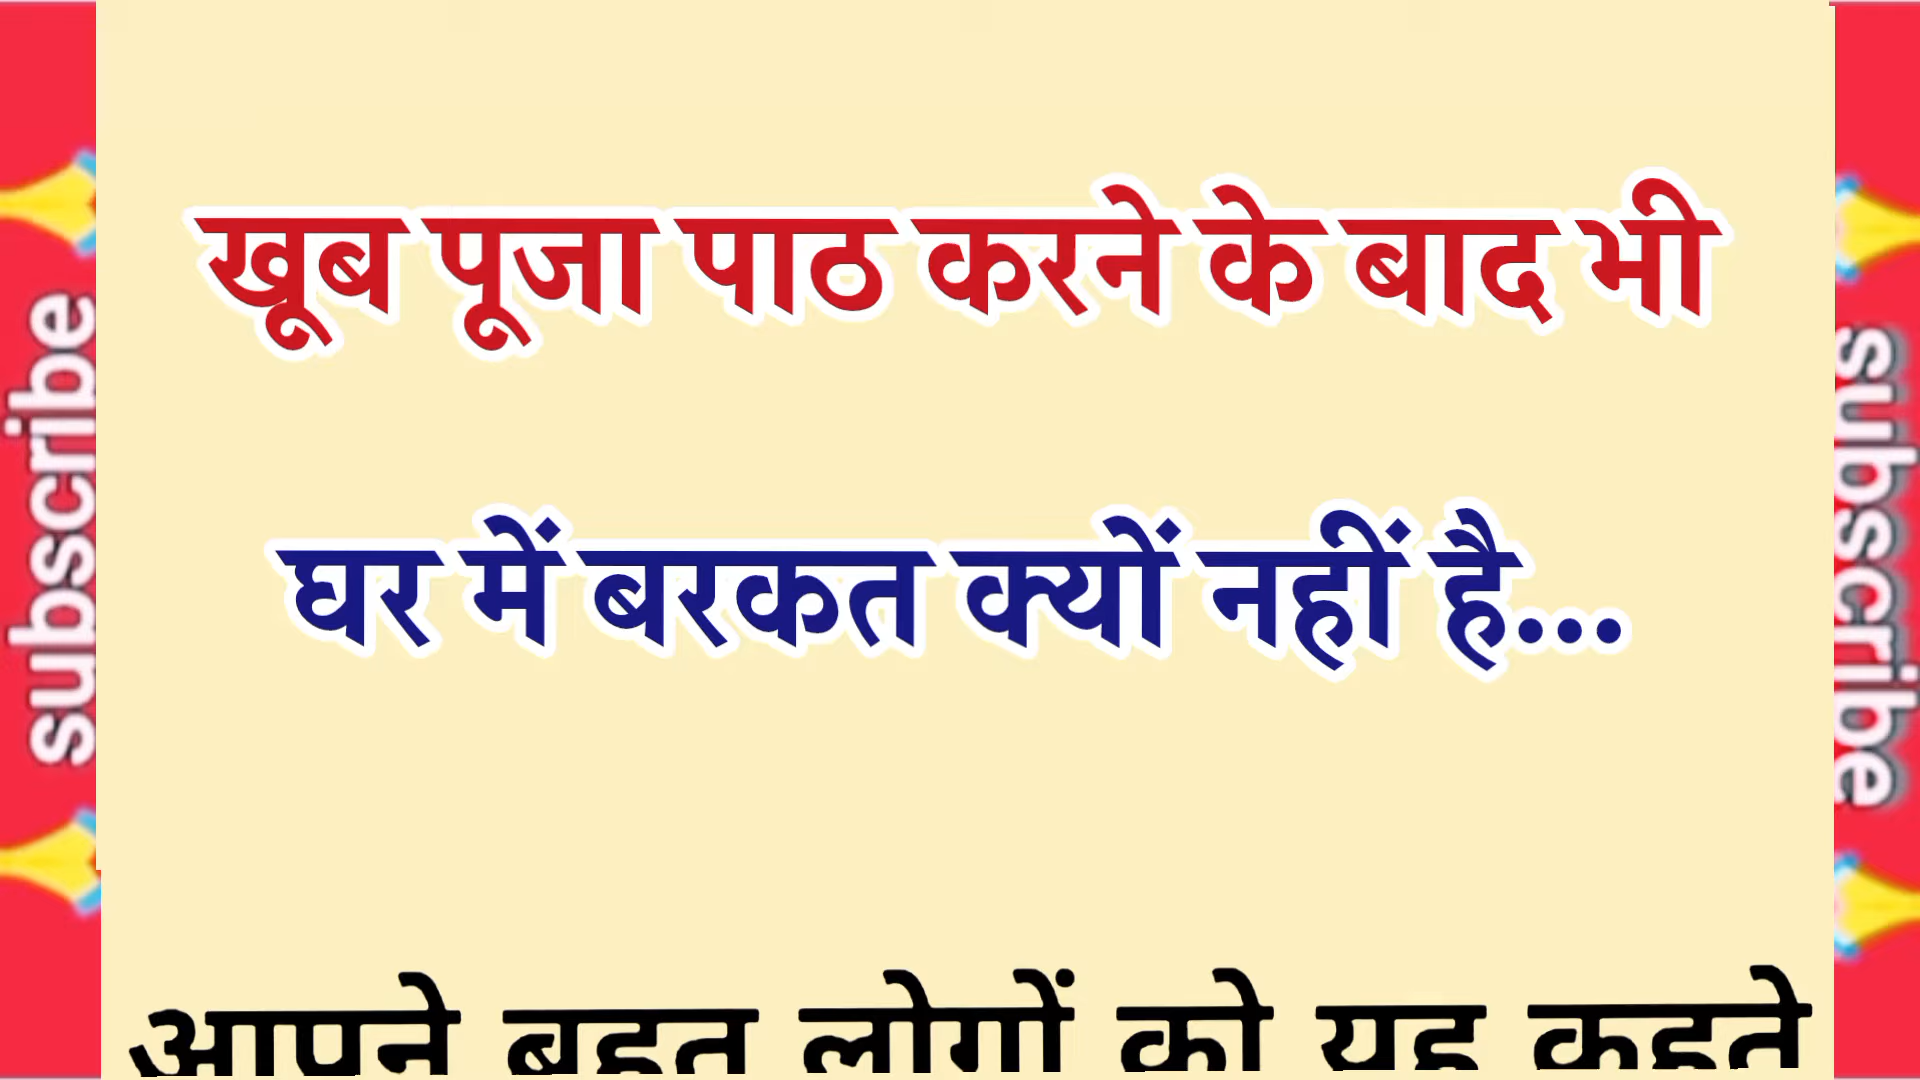 खूब पूजा पाठ करने के बाद भी
घर में बरकत क्यों नहीं है...
आपने बहुत लोगों को यह कहते
subscribe
subscribe